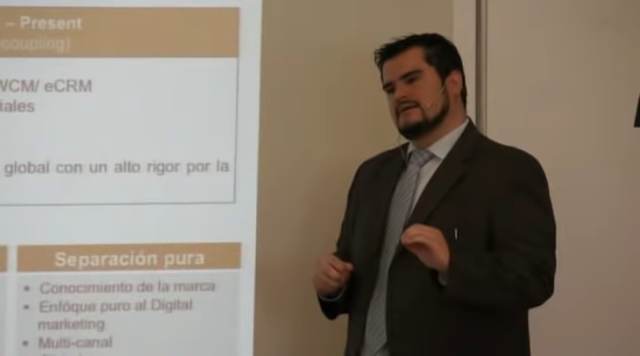 – Present
coupling)
WCM/ eCRM
iales
global con un alto rigor por la
Separación pura
• Conocimiento de la marca
• Enfóque puro al Digital
marketing
• Multi-canal